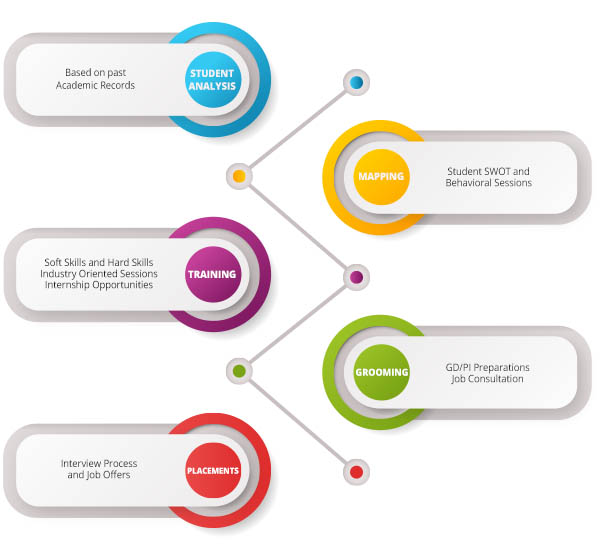 Based on past
Academic Records
STUDENT
ANALYSIS
MAPPING
Student SWOT and
Behavioral Sessions
Soft Skills and Hard Skills
Industry Oriented Sessions
Internship Opportunities
TRAINING
GROOMING
GD/PI Preparations
Job Consultation
Interview Process
and Job Offers
PLACEMENTS